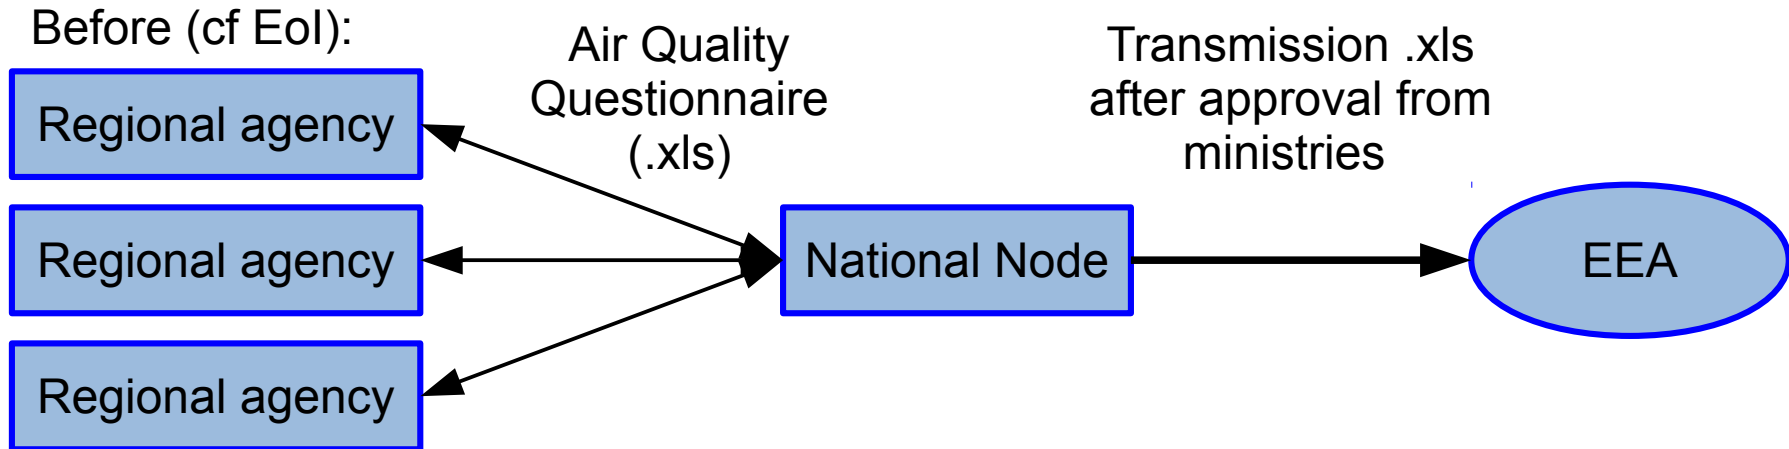 Before (cf EoI):
Air Quality
Questionnaire
(.xls)
Transmission .xls
after approval from
ministries
Regional agency
Regional agency
Regional agency
National Node
EEA